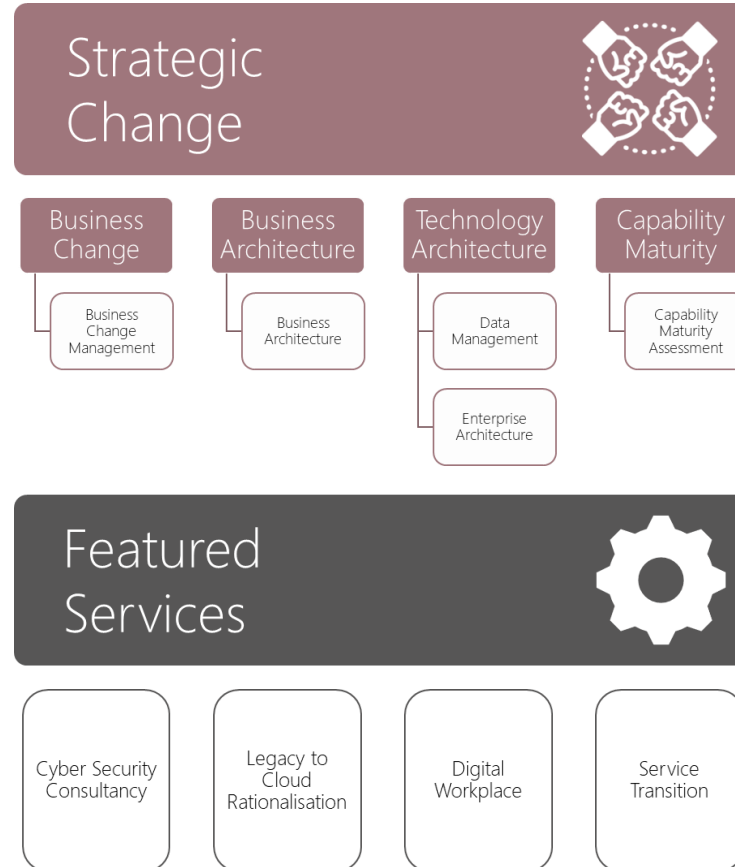 Strategic
Change
Business
Change
Business
Architecture
Technology
Architecture
Capability
Maturity
Business
Change
Management
Business
Architecture
Data
Management
Capability
Maturity
Assessment
Enterprise
Architecture
Featured
Services
Cyber Security
Consultancy
Legacy to
Cloud
Rationalisation
Digital
Workplace
Service
Transition